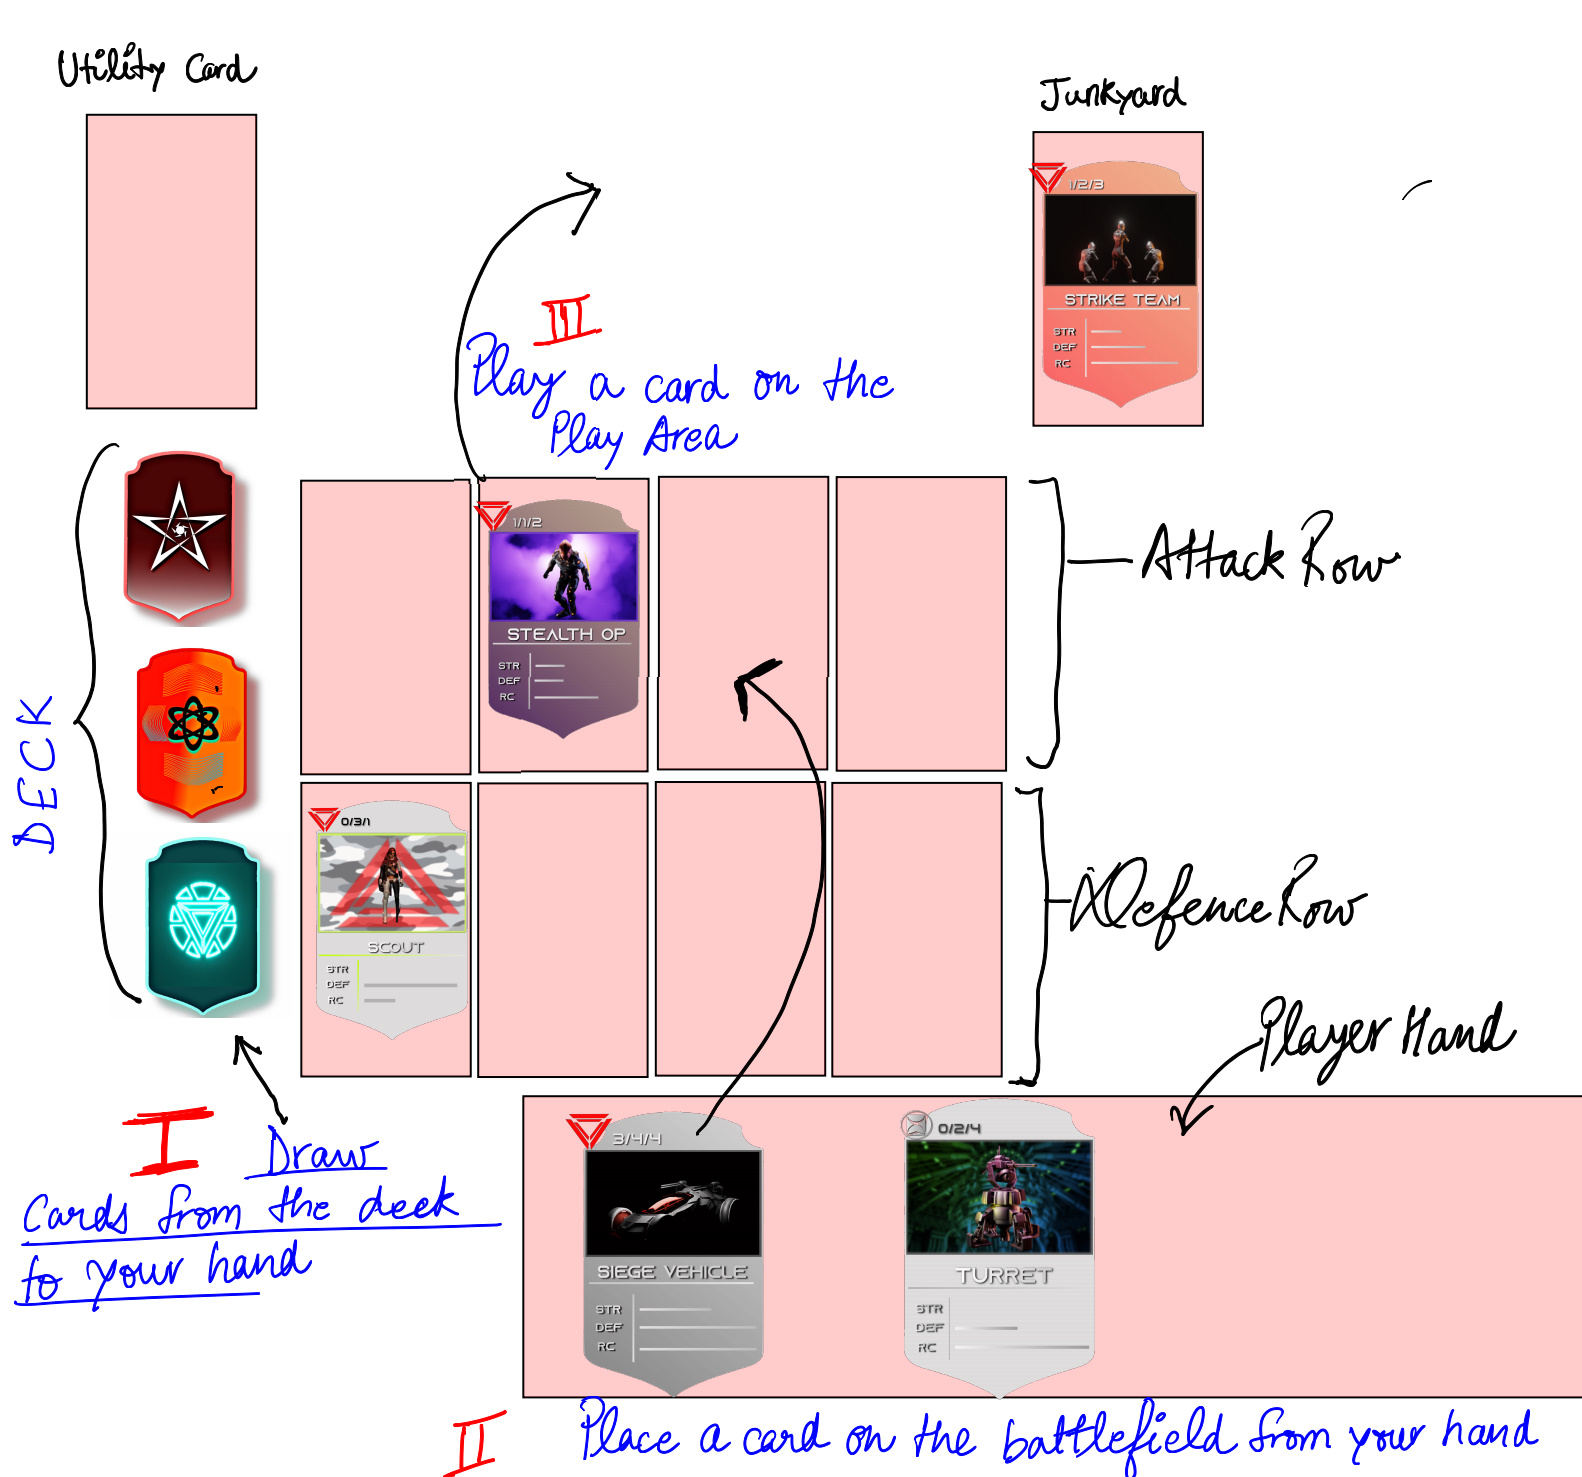 Utility Card
Junkyard
1/2/3
STRIKE TEAM
STR
DEF
RC
III
Play a card on the
Play Area
DECK
1/1/2
STEALTH OP
STR
DEF
RC
Attack Row
0/3/1
SCOUT
STR
DEF
RC
Defence Row
Player Hand
I Draw
Cards from the deck
to your hand
3/4/4
SIEGE VEHICLE
STR
DEF
RC
0/2/4
TURRET
STR
DEF
RC
II Place a card on the battlefield from your hand